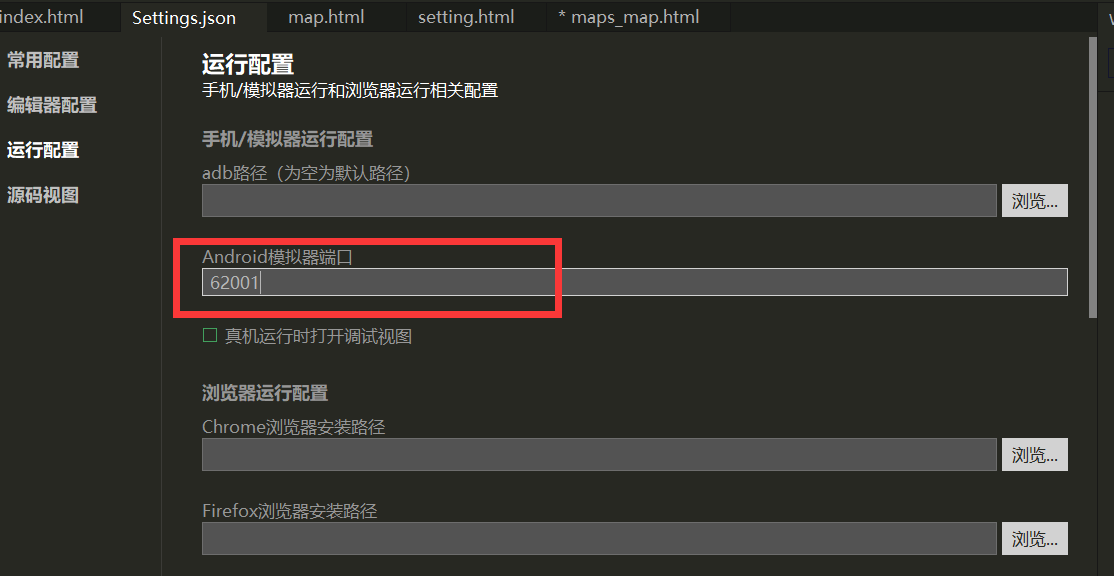 index.html
Settings.json
map.html
setting.html
* maps_map.html
常用配置
编辑器配置
运行配置
源码视图
运行配置
手机/模拟器运行和浏览器运行相关配置
手机/模拟器运行配置
adb路径（为空为默认路径）
浏览...
Android模拟器端口
62001
真机运行时打开调试视图
浏览器运行配置
Chrome浏览器安装路径
浏览...
Firefox浏览器安装路径
浏览...